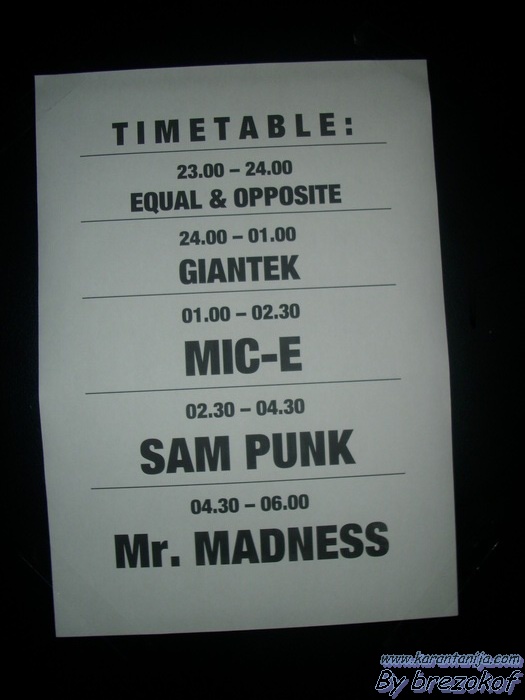 TIMETABLE:
23.00 – 24.00
EQUAL & OPPOSITE
24.00 – 01.00
GIANTEK
01.00 – 02.30
MIC-E
02.30 – 04.30
SAM PUNK
04.30 – 06.00
Mr. MADNESS
www.karantanija.com
By brezokof